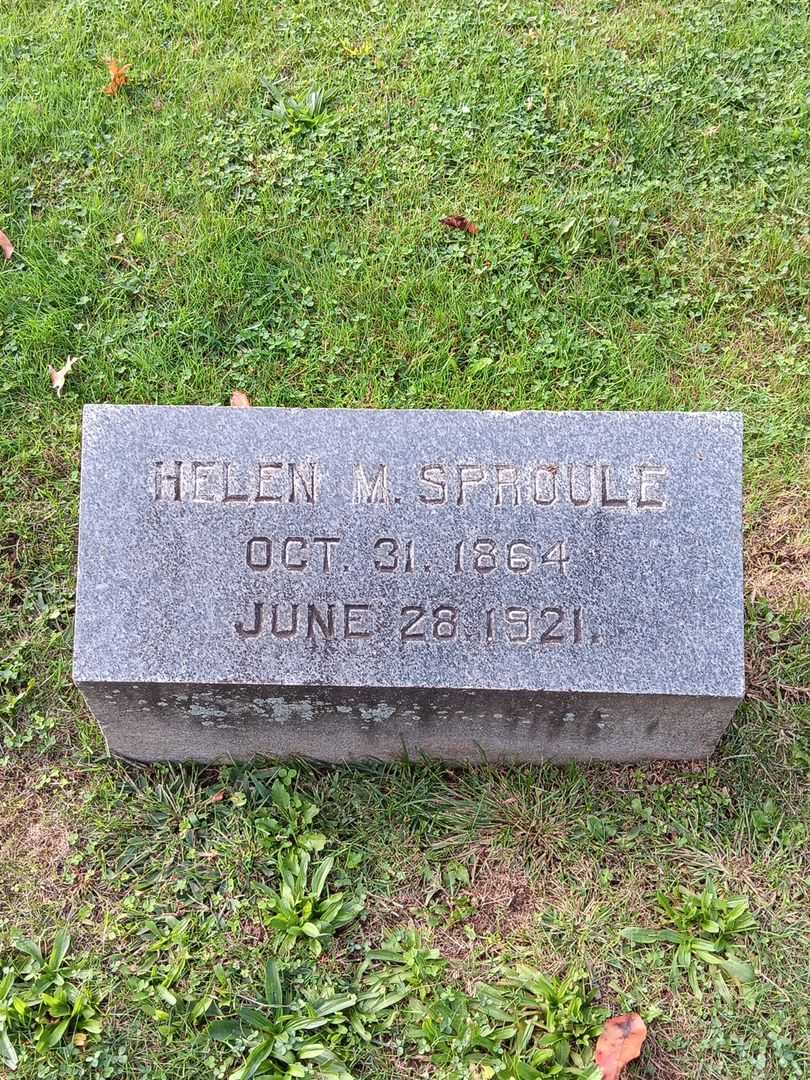 HELEN M. SPROULE
OCT. 31. 1864
JUNE 28. 1921.